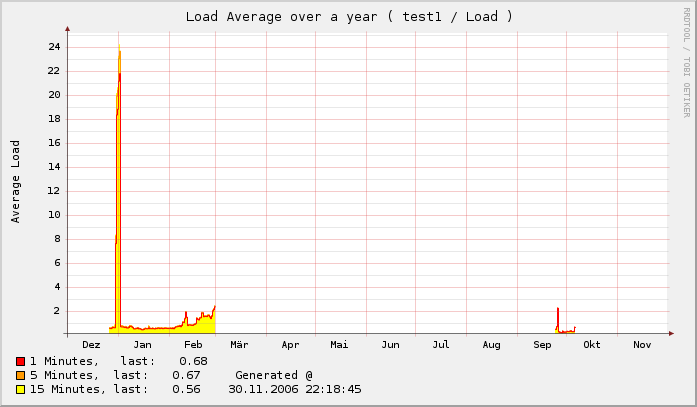 Load Average over a year ( test1 / Load )
RRDTOOL / TOBI OETIKER
Average Load
24
22
20
18
16
14
12
10
8
6
4
2
Dez Jan Feb Mär Apr Mai Jun Jul Aug Sep Okt Nov
1 Minutes, last: 0.68
5 Minutes, last: 0.67 Generated @
15 Minutes, last: 0.56 30.11.2006 22:18:45